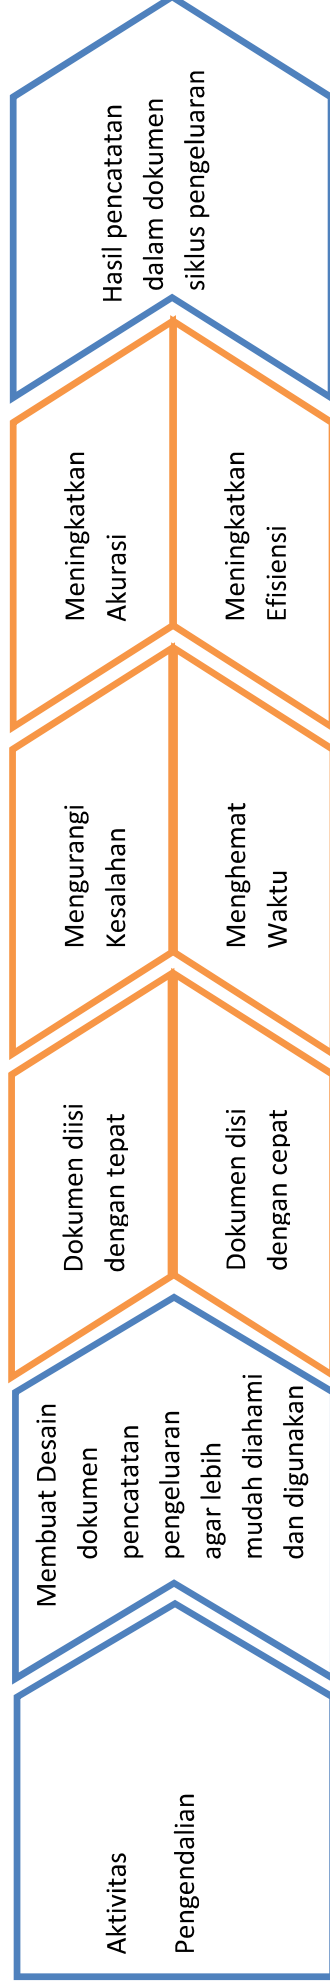 Aktivitas
Pengendalian
Membuat Desain
dokumen
pencatatan
pengeluaran
agar lebih
mudah diahami
dan digunakan
Dokumen diisi
dengan tepat
Dokumen disi
dengan cepat
Mengurangi
Kesalahan
Menghemat
Waktu
Meningkatkan
Akurasi
Meningkatkan
Efisiensi
Hasil pencatatan
dalam dokumen
siklus pengeluaran